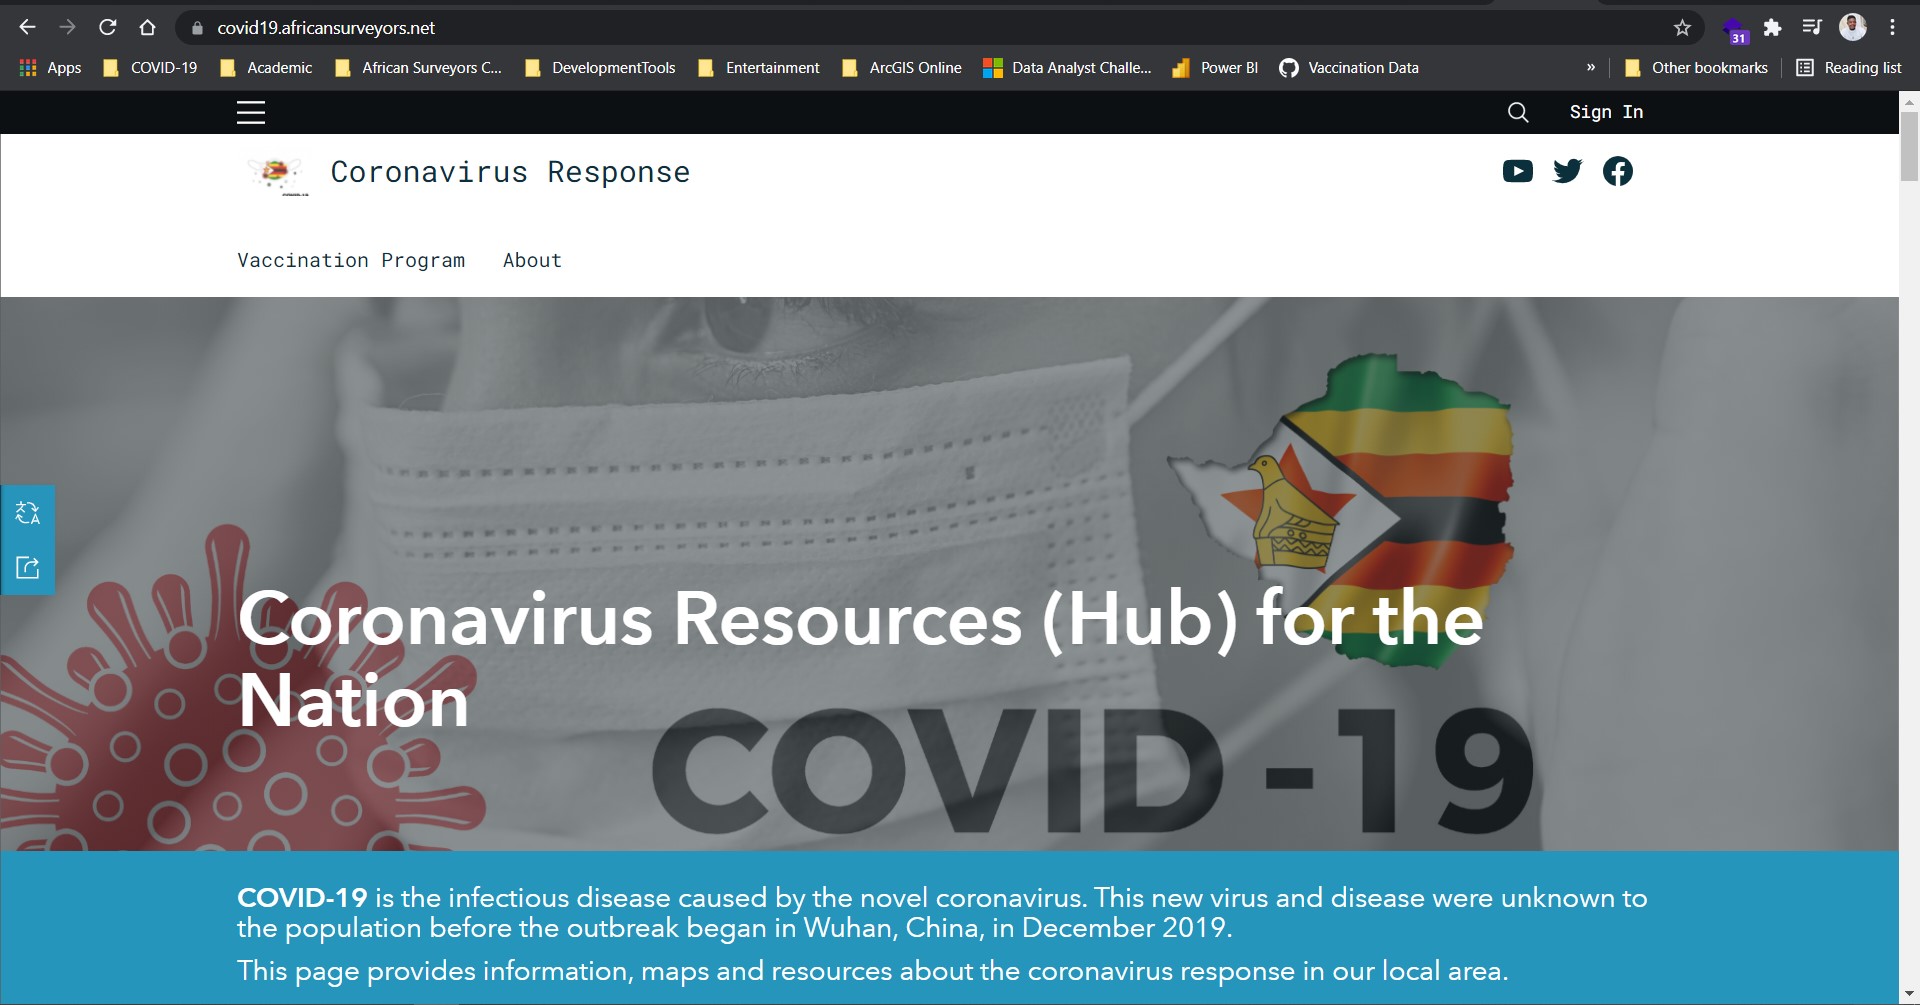 covid19.africansurveyors.net
31
Apps COVID-19 Academic African Surveyors C... DevelopmentTools Entertainment ArcGIS Online Data Analyst Challe... Power BI Vaccination Data » Other bookmarks Reading list
Sign In
Coronavirus Response
Vaccination Program About
Coronavirus Resources (Hub) for the
Nation
COVID -19
COVID-19 is the infectious disease caused by the novel coronavirus. This new virus and disease were unknown to
the population before the outbreak began in Wuhan, China, in December 2019.
This page provides information, maps and resources about the coronavirus response in our local area.